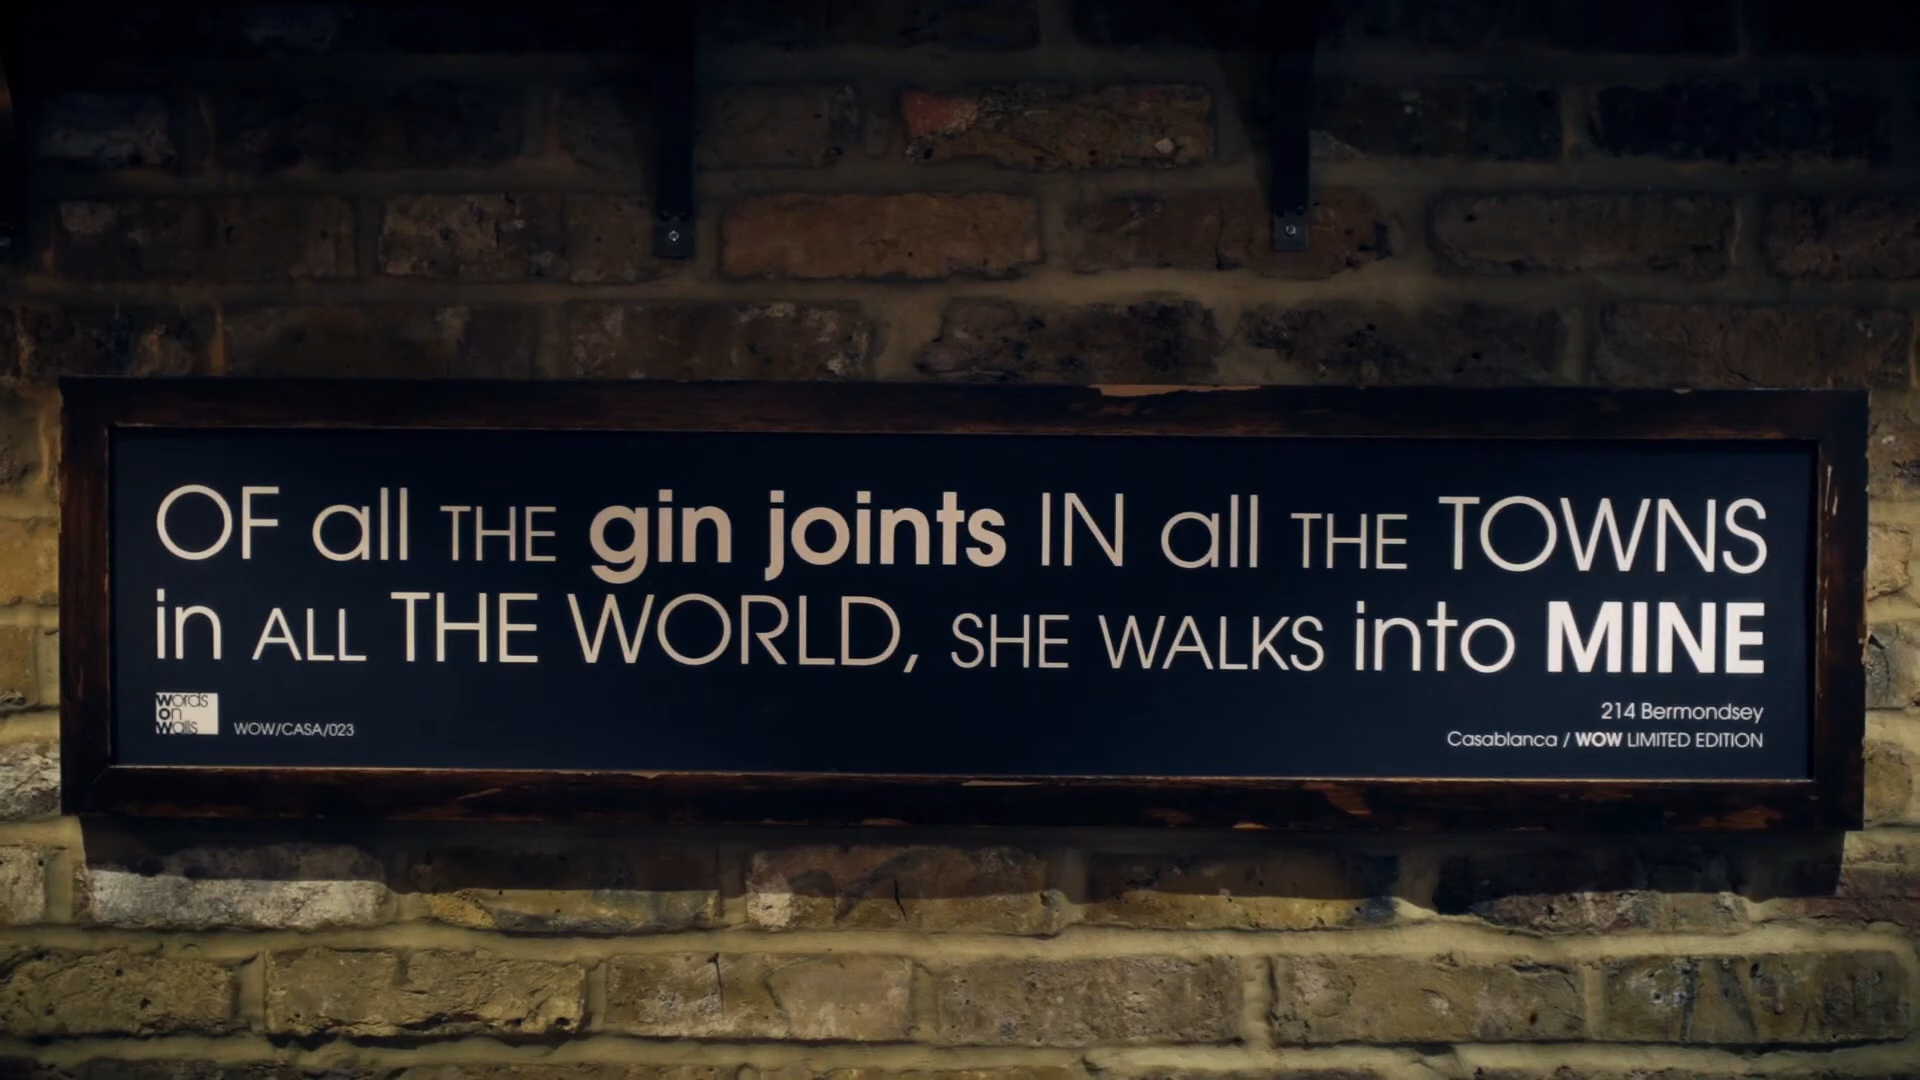 OF all THE gin joints IN all THE TOWNS
in ALL THE WORLD, SHE WALKS into MINE
words
on
walls
WOW/CASA/023
214 Bermondsey
Casablanca / WOW LIMITED EDITION